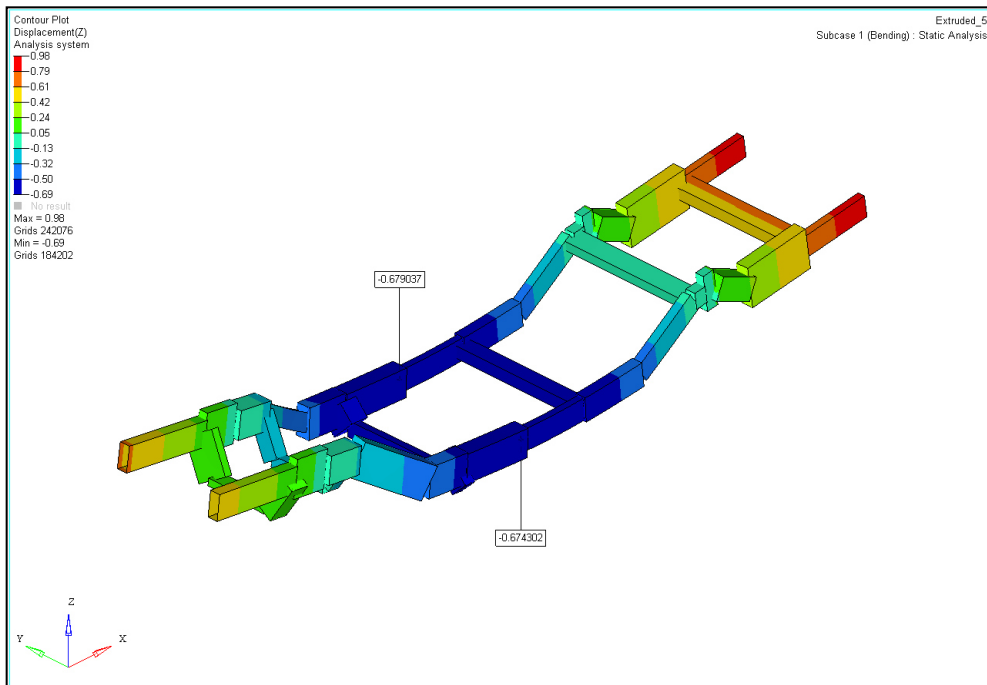 Contour Plot
Displacement(Z)
Analysis system
0.98
0.79
0.61
0.42
0.24
0.05
-0.13
-0.32
-0.50
-0.69
No result
Max = 0.98
Grids 242076
Min = -0.69
Grids 184202
Extruded_5
Subcase 1 (Bending) : Static Analysis
-0.679037
-0.674302
Z
Y
X